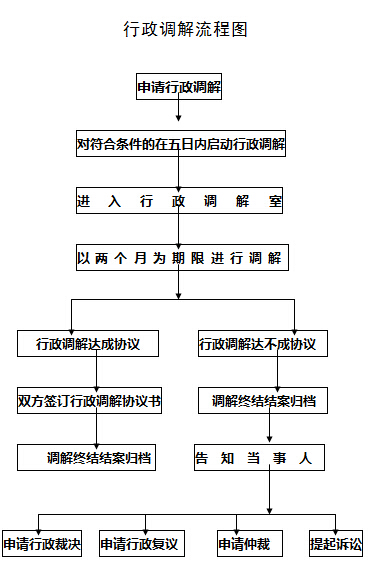 行政调解流程图
申请行政调解
对符合条件的在五日内启动行政调解
进入行政调解室
以两个月为期限进行调解
行政调解达成协议
行政调解达不成协议
双方签订行政调解协议书
调解终结结案归档
调解终结结案归档
告知当事人
申请行政裁决
申请行政复议
申请仲裁
提起诉讼